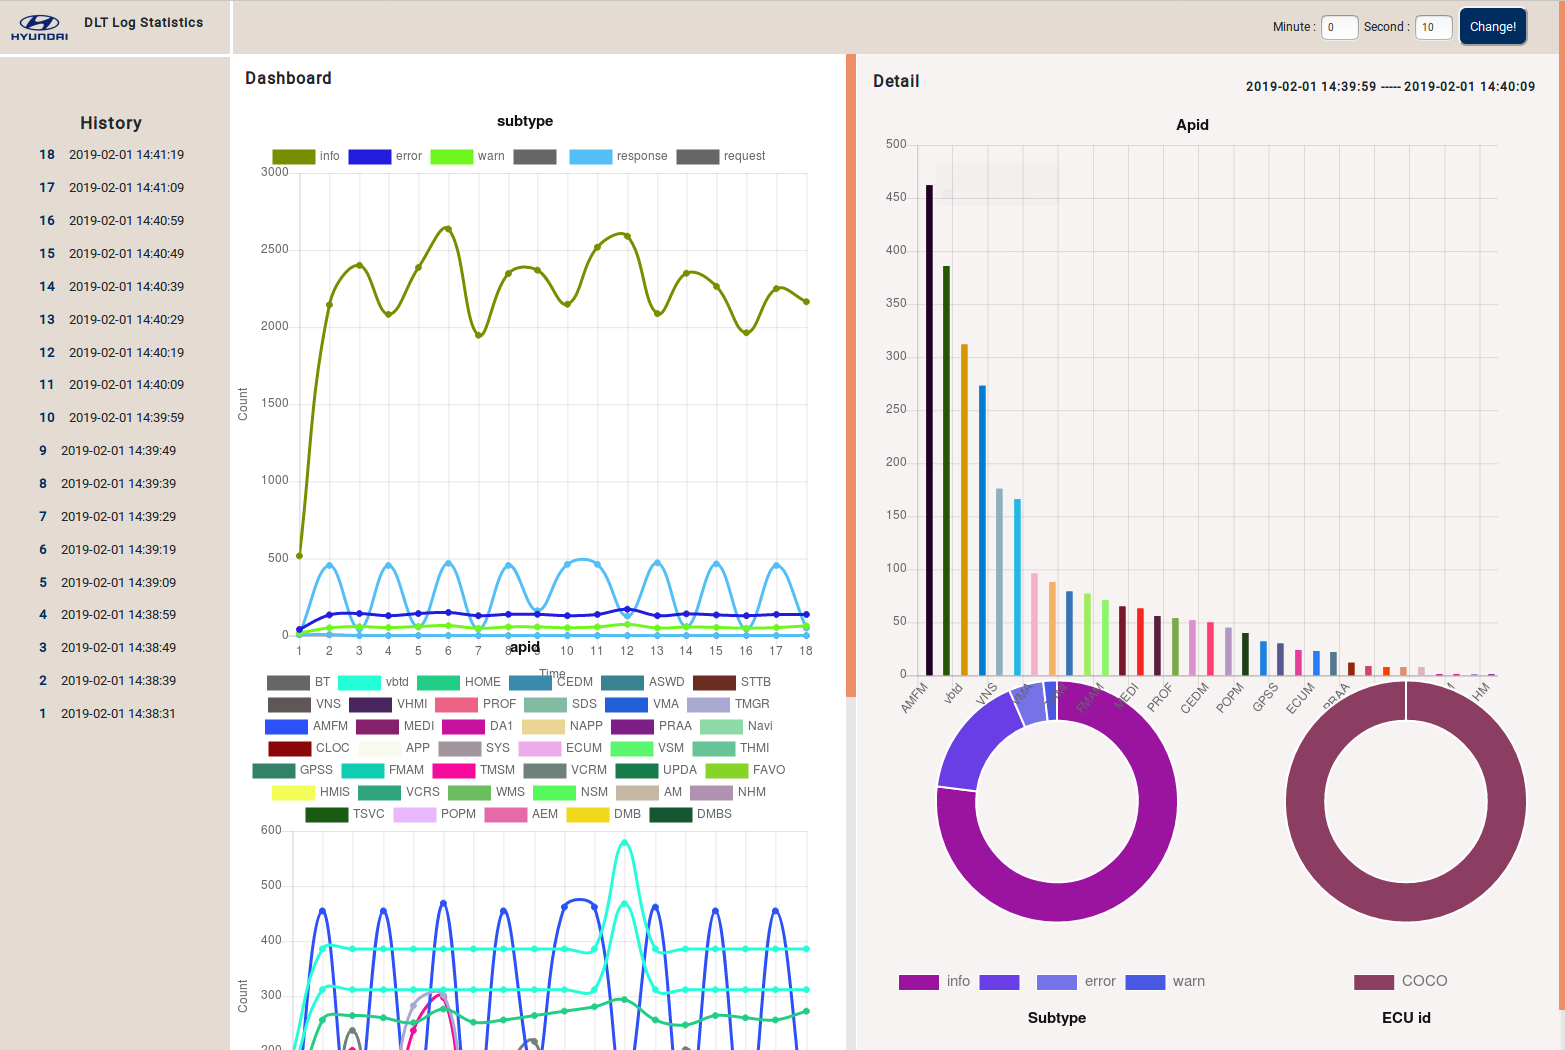 HYUNDAI
DLT Log Statistics
Minute : 0 Second : 10 Change!
History
18 2019-02-01 14:41:19
17 2019-02-01 14:41:09
16 2019-02-01 14:40:59
15 2019-02-01 14:40:49
14 2019-02-01 14:40:39
13 2019-02-01 14:40:29
12 2019-02-01 14:40:19
11 2019-02-01 14:40:09
10 2019-02-01 14:39:59
9 2019-02-01 14:39:49
8 2019-02-01 14:39:39
7 2019-02-01 14:39:29
6 2019-02-01 14:39:19
5 2019-02-01 14:39:09
4 2019-02-01 14:38:59
3 2019-02-01 14:38:49
2 2019-02-01 14:38:39
1 2019-02-01 14:38:31
Dashboard
subtype
info error warn response request
3000
2500
2000
1500
1000
500
0
Count
1 2 3 4 5 6 7 8 9 10 11 12 13 14 15 16 17 18
Time
apid
BT vbtd HOME CEDM ASWD STTB
VNS VHMI PROF SDS VMA TMGR
AMFM MEDI DA1 NAPP PRAA Navi
CLOC APP SYS ECUM VSM THMI
GPSS FMAM TMSM VCRM UPDA FAVO
HMIS VCRS WMS NSM AM NHM
TSVC POPM AEM DMB DMBS
600
500
400
300
200
Count
Detail
2019-02-01 14:39:59 ----- 2019-02-01 14:40:09
Apid
500
450
400
350
300
250
200
150
100
50
0
AMFM vbtd VNS VMA FMAM MEDI PROF CEDM POPM GPSS ECUM PRAA HM
info error warn
Subtype
COCO
ECU id